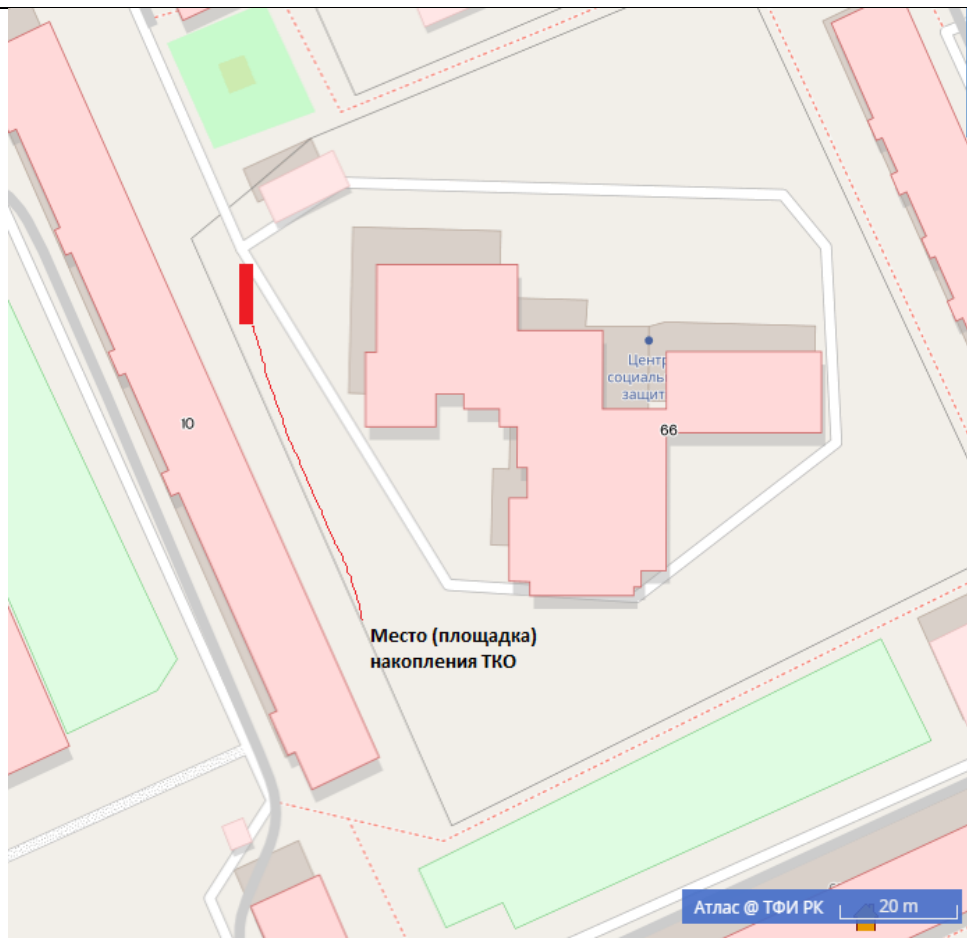 Центр
социаль
защит
10
66
Место (площадка)
накопления ТКО
Атлас @ ТФИ РК
20 m